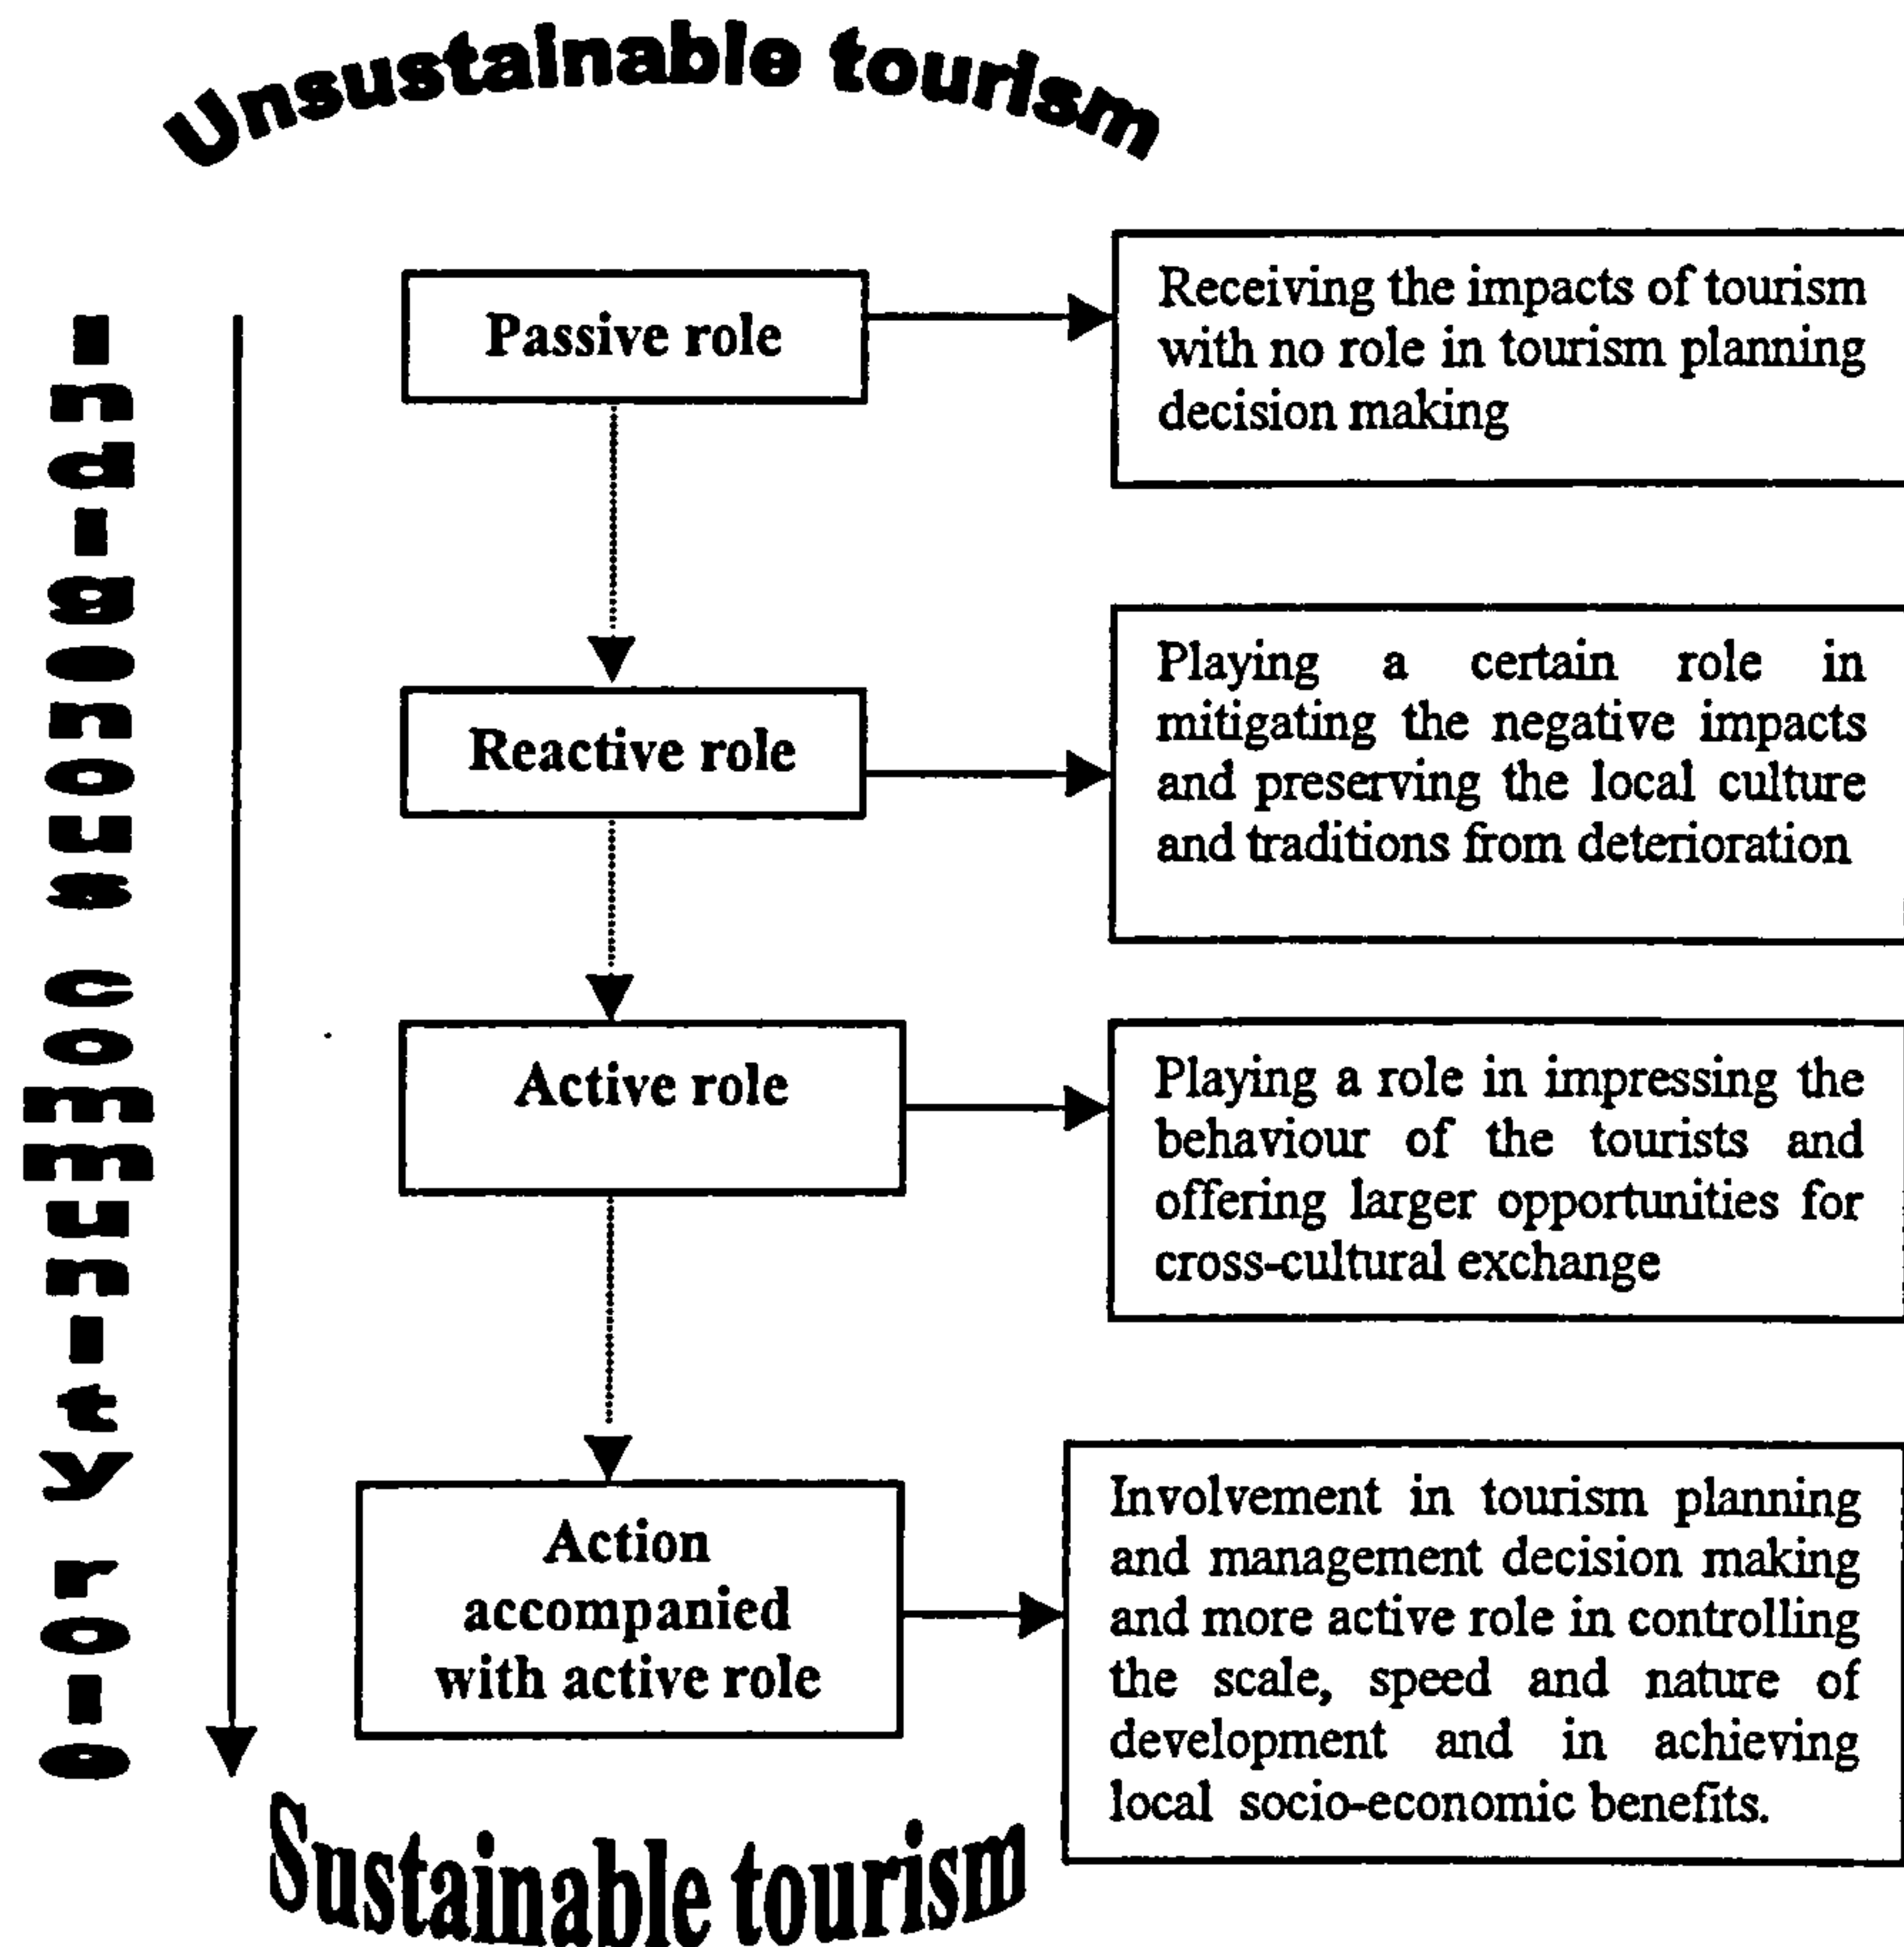 Unsustainable tourism
Indigenous community role
Passive role
Receiving the impacts of tourism
with no role in tourism planning
decision making
Reactive role
Playing a certain role in
mitigating the negative impacts
and preserving the local culture
and traditions from deterioration
Active role
Playing a role in impressing the
behaviour of the tourists and
offering larger opportunities for
cross-cultural exchange
Action
accompanied
with active role
Involvement in tourism planning
and management decision making
and more active role in controlling
the scale, speed and nature of
development and in achieving
local socio-economic benefits.
Sustainable tourism